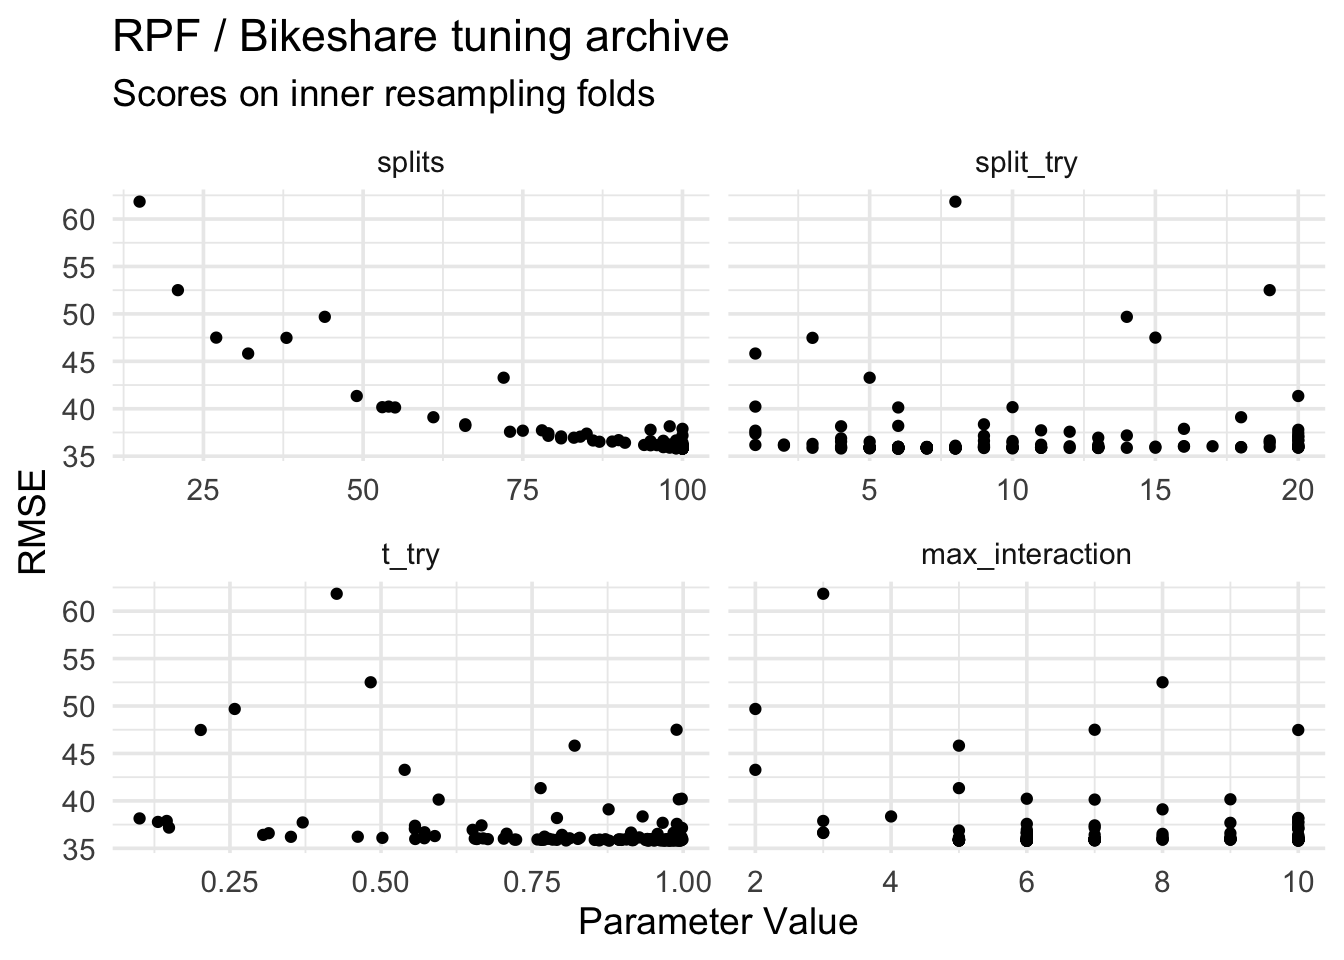 RPF / Bikeshare tuning archive
Scores on inner resampling folds
splits
split_try
60
55
50
45
40
35
25 50 75 100
5 10 15 20
t_try
max_interaction
60
55
50
45
40
35
0.25 0.50 0.75 1.00
2 4 6 8 10
RMSE
Parameter Value